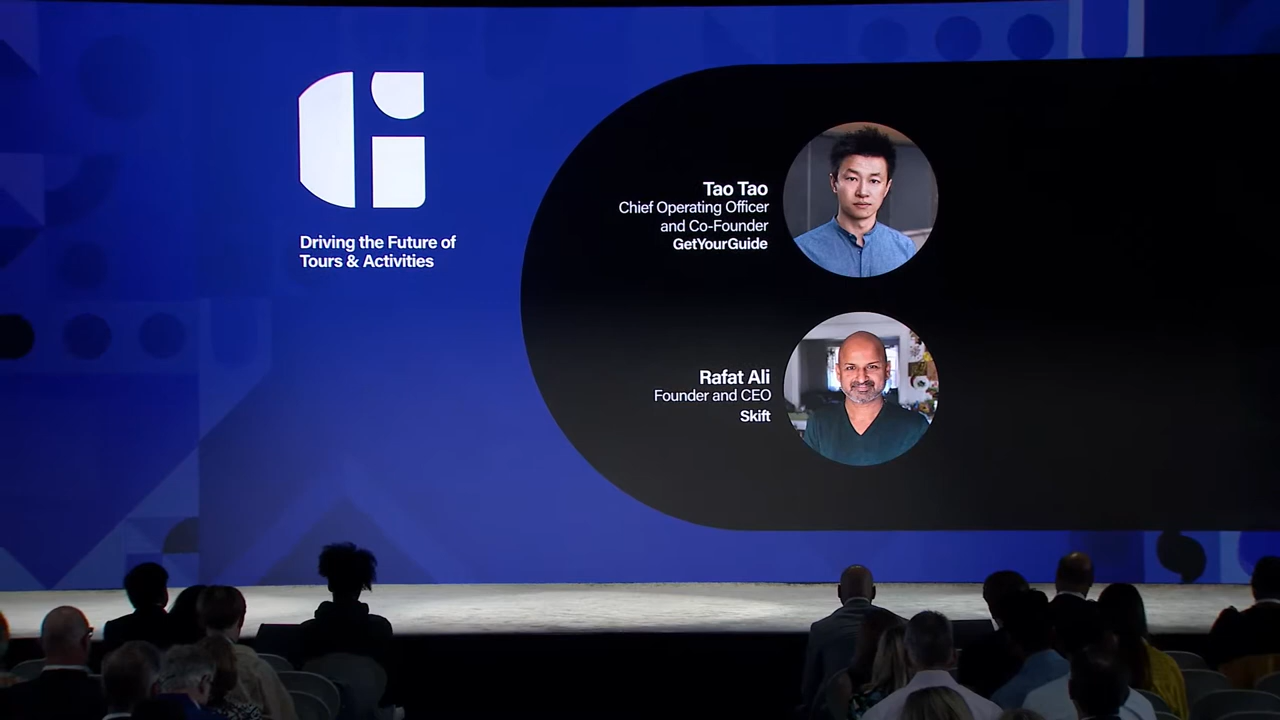 Driving the Future of
Tours & Activities
Tao Tao
Chief Operating Officer
and Co-Founder
GetYourGuide
Rafat Ali
Founder and CEO
Skift